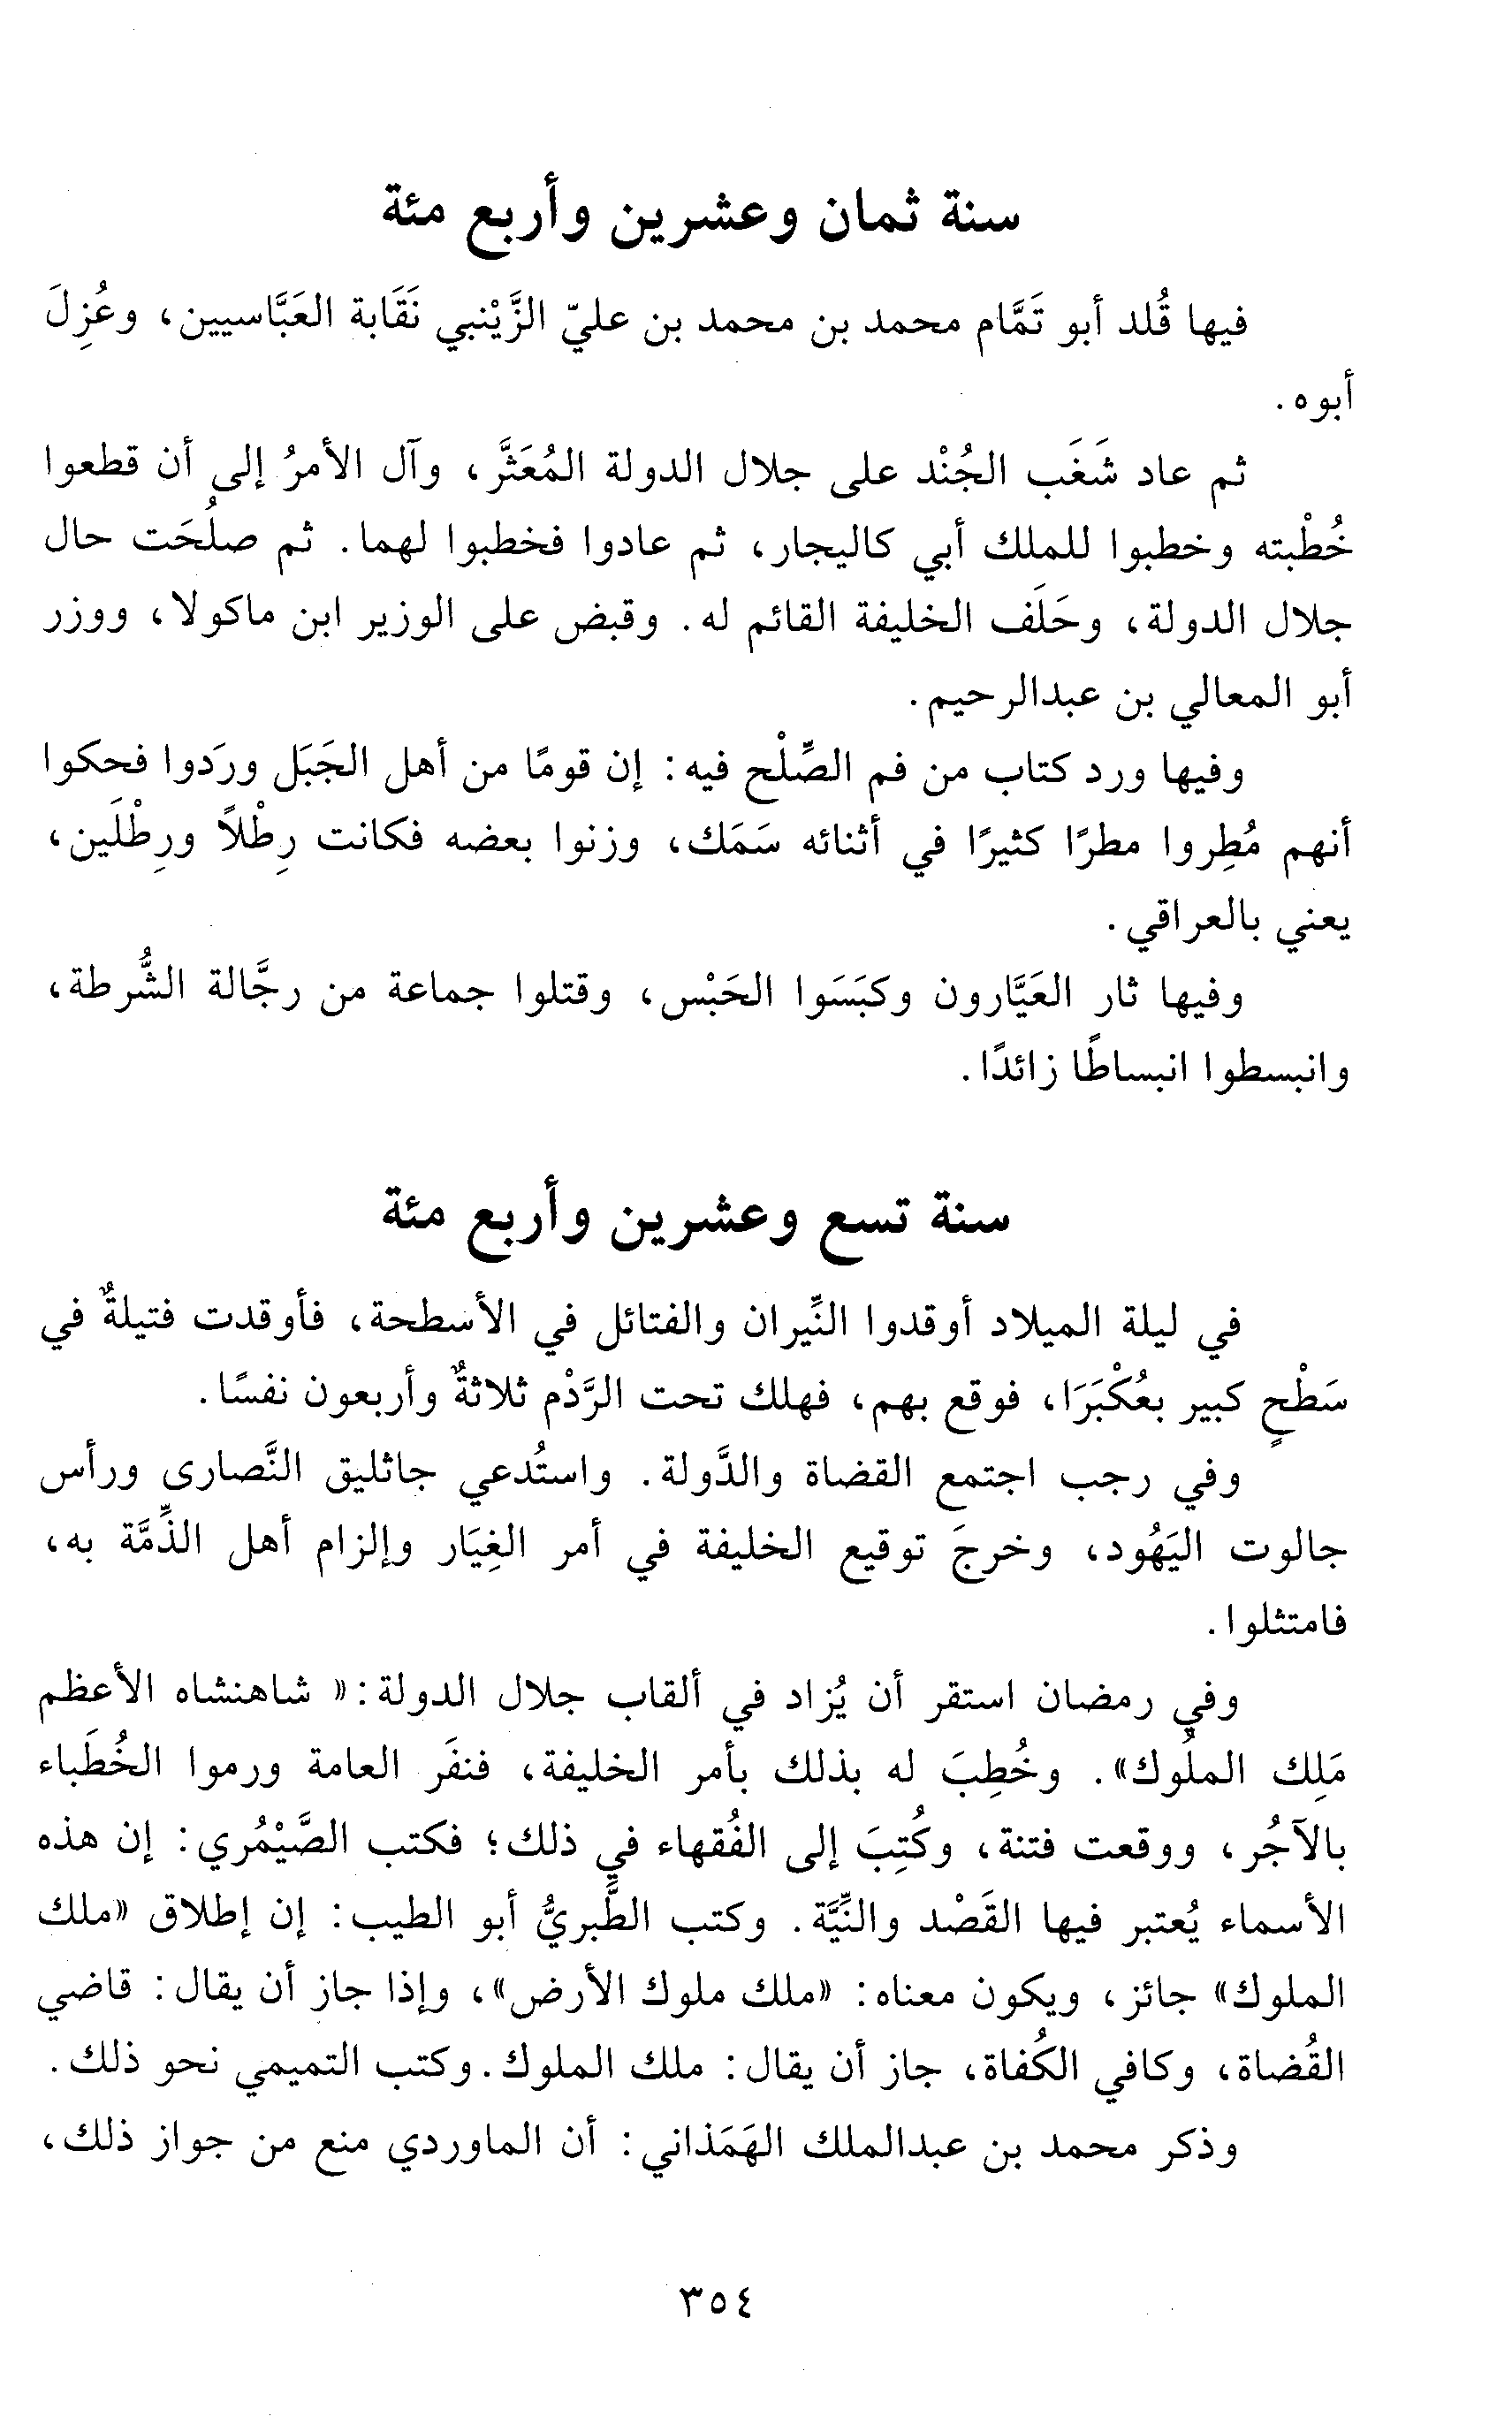 سنة ثمان وعشرين وأربع مئة
فيها قُلد أبو تَمَّام محمد بن محمد بن عليّ الزَّيْنبي نَقَابة العَبَّاسيين، وعُزِلَ
أبوه.
ثم عاد شَغَب الجُنْد على جلال الدولة المُعَثَّر، وآل الأمرُ إلى أن قطعوا
خُطْبته وخطبوا للملك أبي كاليجار، ثم عادوا فخطبوا لهما. ثم صلُحَت حال
جلال الدولة، وحَلَف الخليفة القائم له. وقبض على الوزير ابن ماكولا، ووزر
أبو المعالي بن عبدالرحيم.
وفيها ورد كتاب من فم الصِّلْح فيه: إن قومًا من أهل الجَبَل ورَدوا فحكوا
أنهم مُطِروا مطرًا كثيرًا في أثنائه سَمَك، وزنوا بعضه فكانت رِطْلاً ورِطْلَين،
يعني بالعراقي.
وفيها ثار العَيَّارون وكبَسَوا الحَبْس، وقتلوا جماعة من رجَّالة الشُّرطة،
وانبسطوا انبساطًا زائدًا.
سنة تسع وعشرين وأربع مئة
في ليلة الميلاد أوقدوا النِّيران والفتائل في الأسطحة، فأوقدت فتيلةٌ في
سَطْحٍ كبير بعُكْبَرَا، فوقع بهم، فهلك تحت الرَّدْم ثلاثةٌ وأربعون نفسًا.
وفي رجب اجتمع القضاة والدَّولة. واستُدعي جاثليق النَّصارى ورأس
جالوت اليَهُود، وخرجَ توقيع الخليفة في أمر الغِيَار وإلزام أهل الذِّمَّة به،
فامتثلوا.
وفي رمضان استقر أن يُزاد في ألقاب جلال الدولة: «شاهنشاه الأعظم
مَلِك الملُوك». وخُطِبَ له بذلك بأمر الخليفة، فنفَر العامة ورموا الخُطَباء
بالآجُر، ووقعت فتنة، وكُتِبَ إلى الفُقهاء في ذلك؛ فكتب الصَّيْمُري: إن هذه
الأسماء يُعتبر فيها القَصْد والنِّيَّة. وكتب الطَّبريُّ أبو الطيب: إن إطلاق «ملك
الملوك» جائز، ويكون معناه: «ملك ملوك الأرض»، وإذا جاز أن يقال: قاضي
القُضاة، وكافي الكُفاة، جاز أن يقال: ملك الملوك. وكتب التميمي نحو ذلك.
وذكر محمد بن عبدالملك الهَمَذاني: أن الماوردي منع من جواز ذلك،
٣٥٤